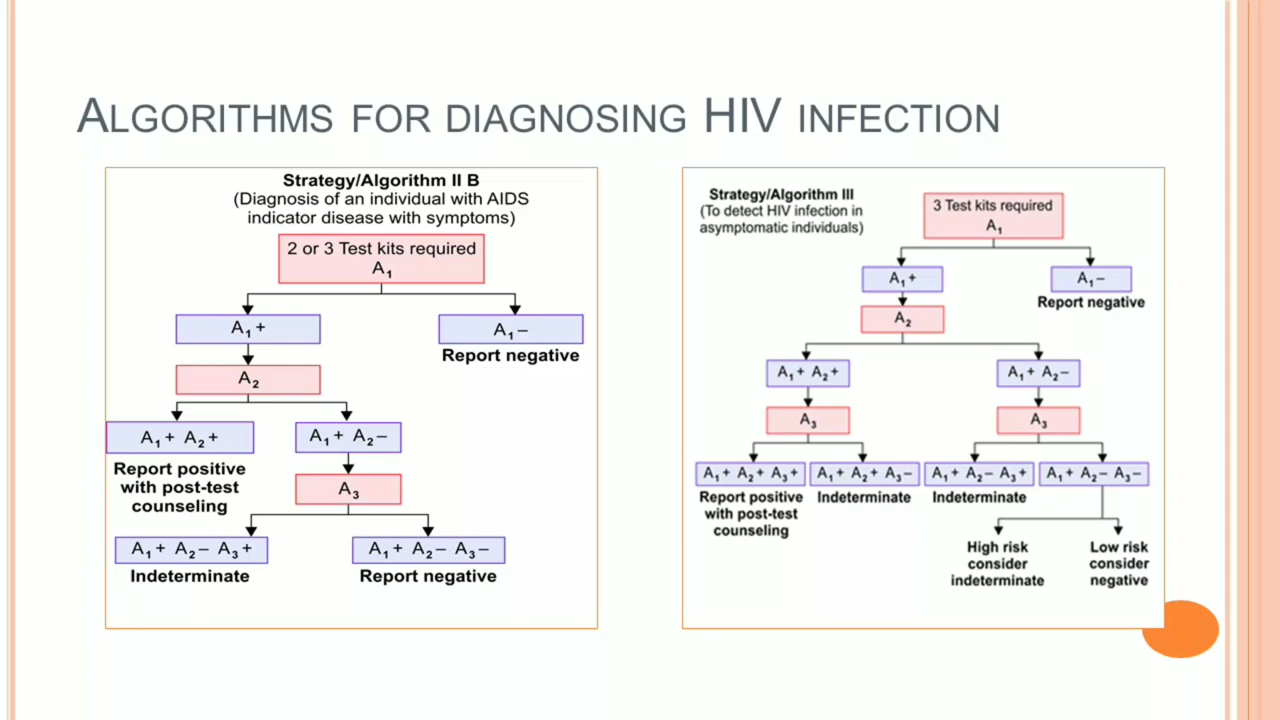 ALGORITHMS FOR DIAGNOSING HIV INFECTION
Strategy/Algorithm II B
(Diagnosis of an individual with AIDS
indicator disease with symptoms)
2 or 3 Test kits required
A₁
A₁ +
A₁ –
Report negative
A₂
A₁ + A₂ +
A₁ + A₂ –
Report positive
with post-test
counseling
A₃
A₁ + A₂ – A₃ +
A₁ + A₂ – A₃ –
Indeterminate
Report negative
Strategy/Algorithm III
(To detect HIV infection in
asymptomatic individuals)
3 Test kits required
A₁
A₁ +
A₁ –
Report negative
A₂
A₁ + A₂ +
A₁ + A₂ –
A₃
A₃
A₁ + A₂ + A₃ +
A₁ + A₂ + A₃ –
A₁ + A₂ – A₃ +
A₁ + A₂ – A₃ –
Report positive
with post-test
counseling
Indeterminate
Indeterminate
High risk
consider
indeterminate
Low risk
consider
negative